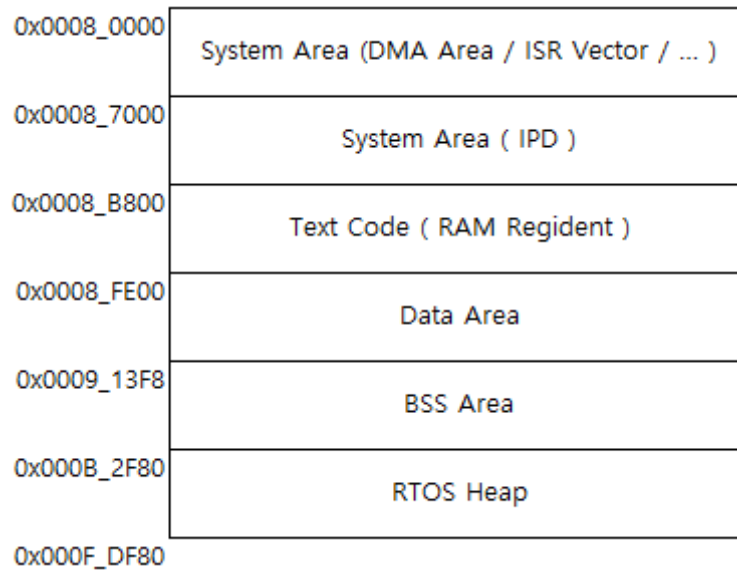 0x0008_0000
System Area (DMA Area / ISR Vector / ... )
0x0008_7000
System Area ( IPD )
0x0008_B800
Text Code ( RAM Regident )
0x0008_FE00
Data Area
0x0009_13F8
BSS Area
0x000B_2F80
RTOS Heap
0x000F_DF80